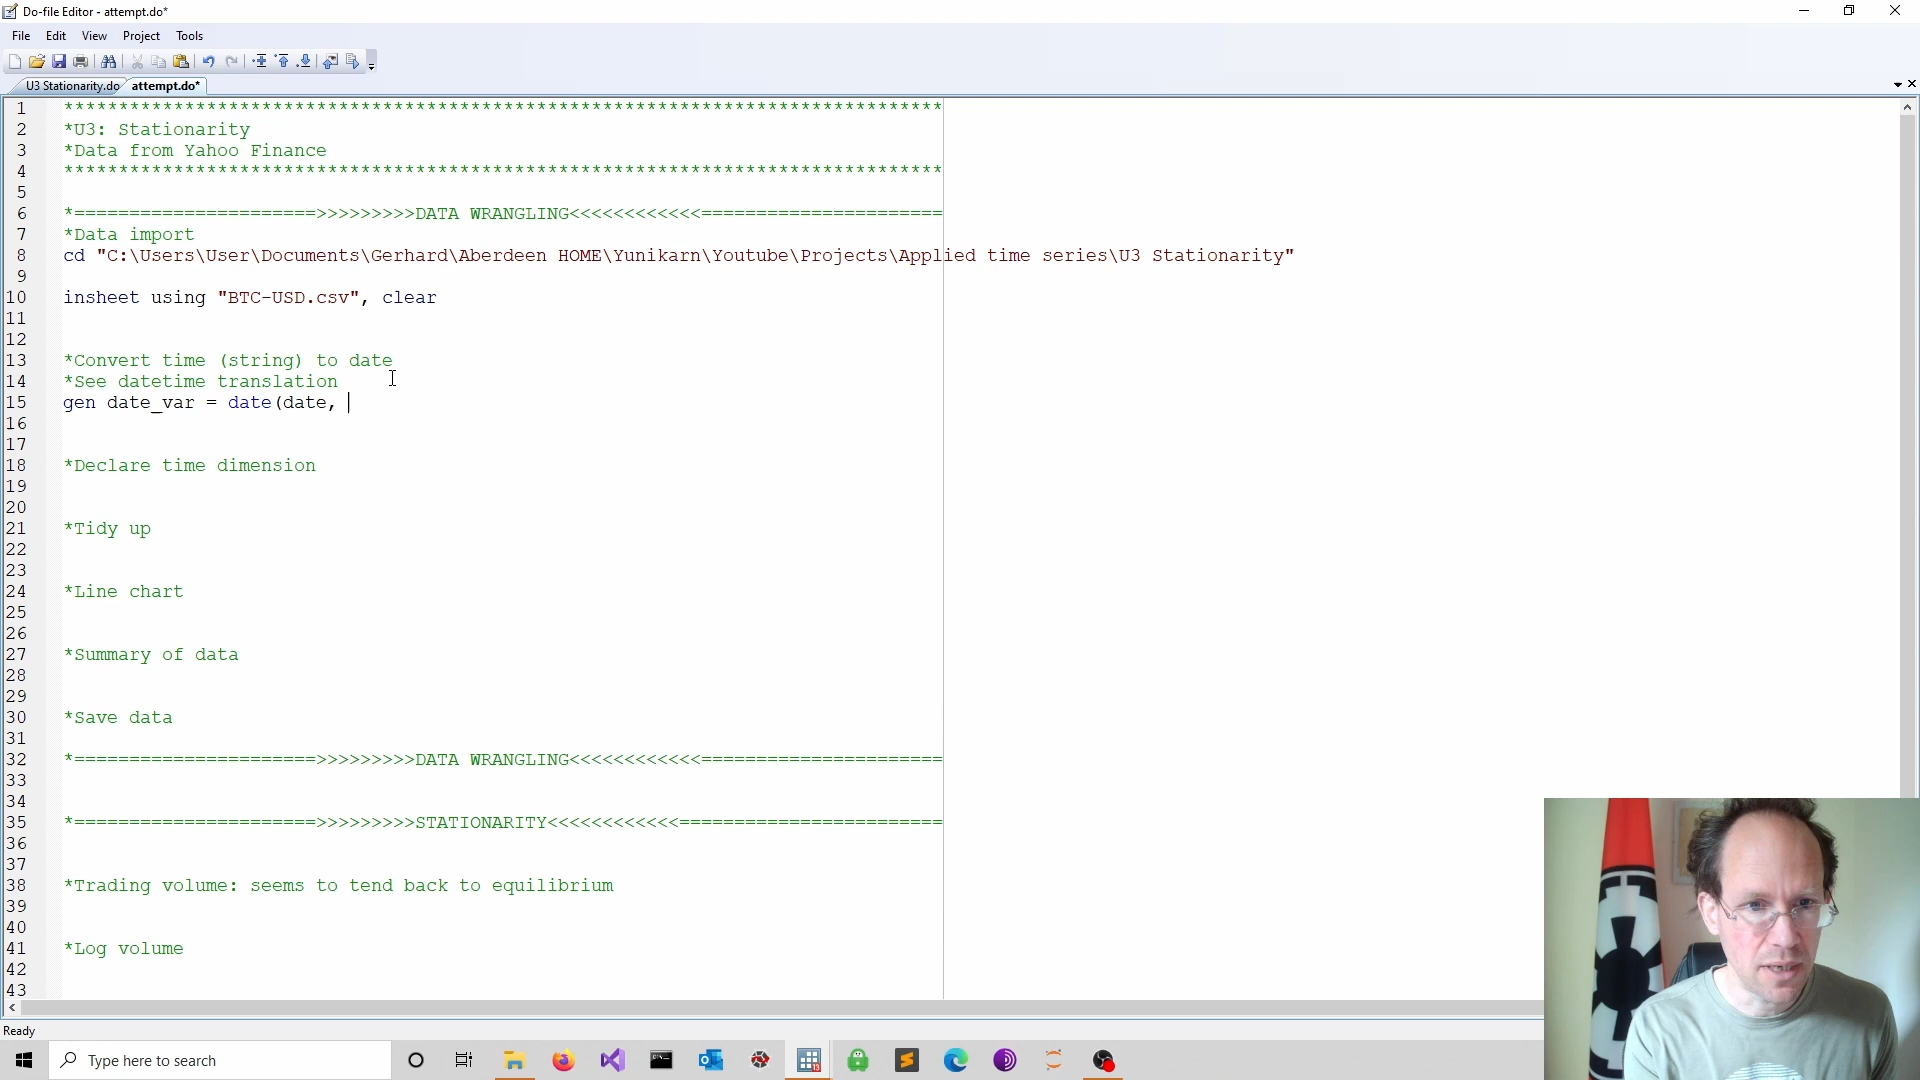 Do-file Editor - attempt.do*
File Edit View Project Tools
U3 Stationarity.do attempt.do*
1 ********************************************************************************
2 *U3: Stationarity
3 *Data from Yahoo Finance
4 ********************************************************************************
5
6 *======================>>>>>>>>>DATA WRANGLING<<<<<<<<<<<<======================
7 *Data import
8 cd "C:\Users\User\Documents\Gerhard\Aberdeen HOME\Yunikarn\Youtube\Projects\Applied time series\U3 Stationarity"
9
10 insheet using "BTC-USD.csv", clear
11
12
13 *Convert time (string) to date
14 *See datetime translation
15 gen date_var = date(date,
16
17
18 *Declare time dimension
19
20
21 *Tidy up
22
23
24 *Line chart
25
26
27 *Summary of data
28
29
30 *Save data
31
32 *======================>>>>>>>>>DATA WRANGLING<<<<<<<<<<<<======================
33
34
35 *======================>>>>>>>>>STATIONARITY<<<<<<<<<<<<========================
36
37
38 *Trading volume: seems to tend back to equilibrium
39
40
41 *Log volume
42
43
Ready
Type here to search